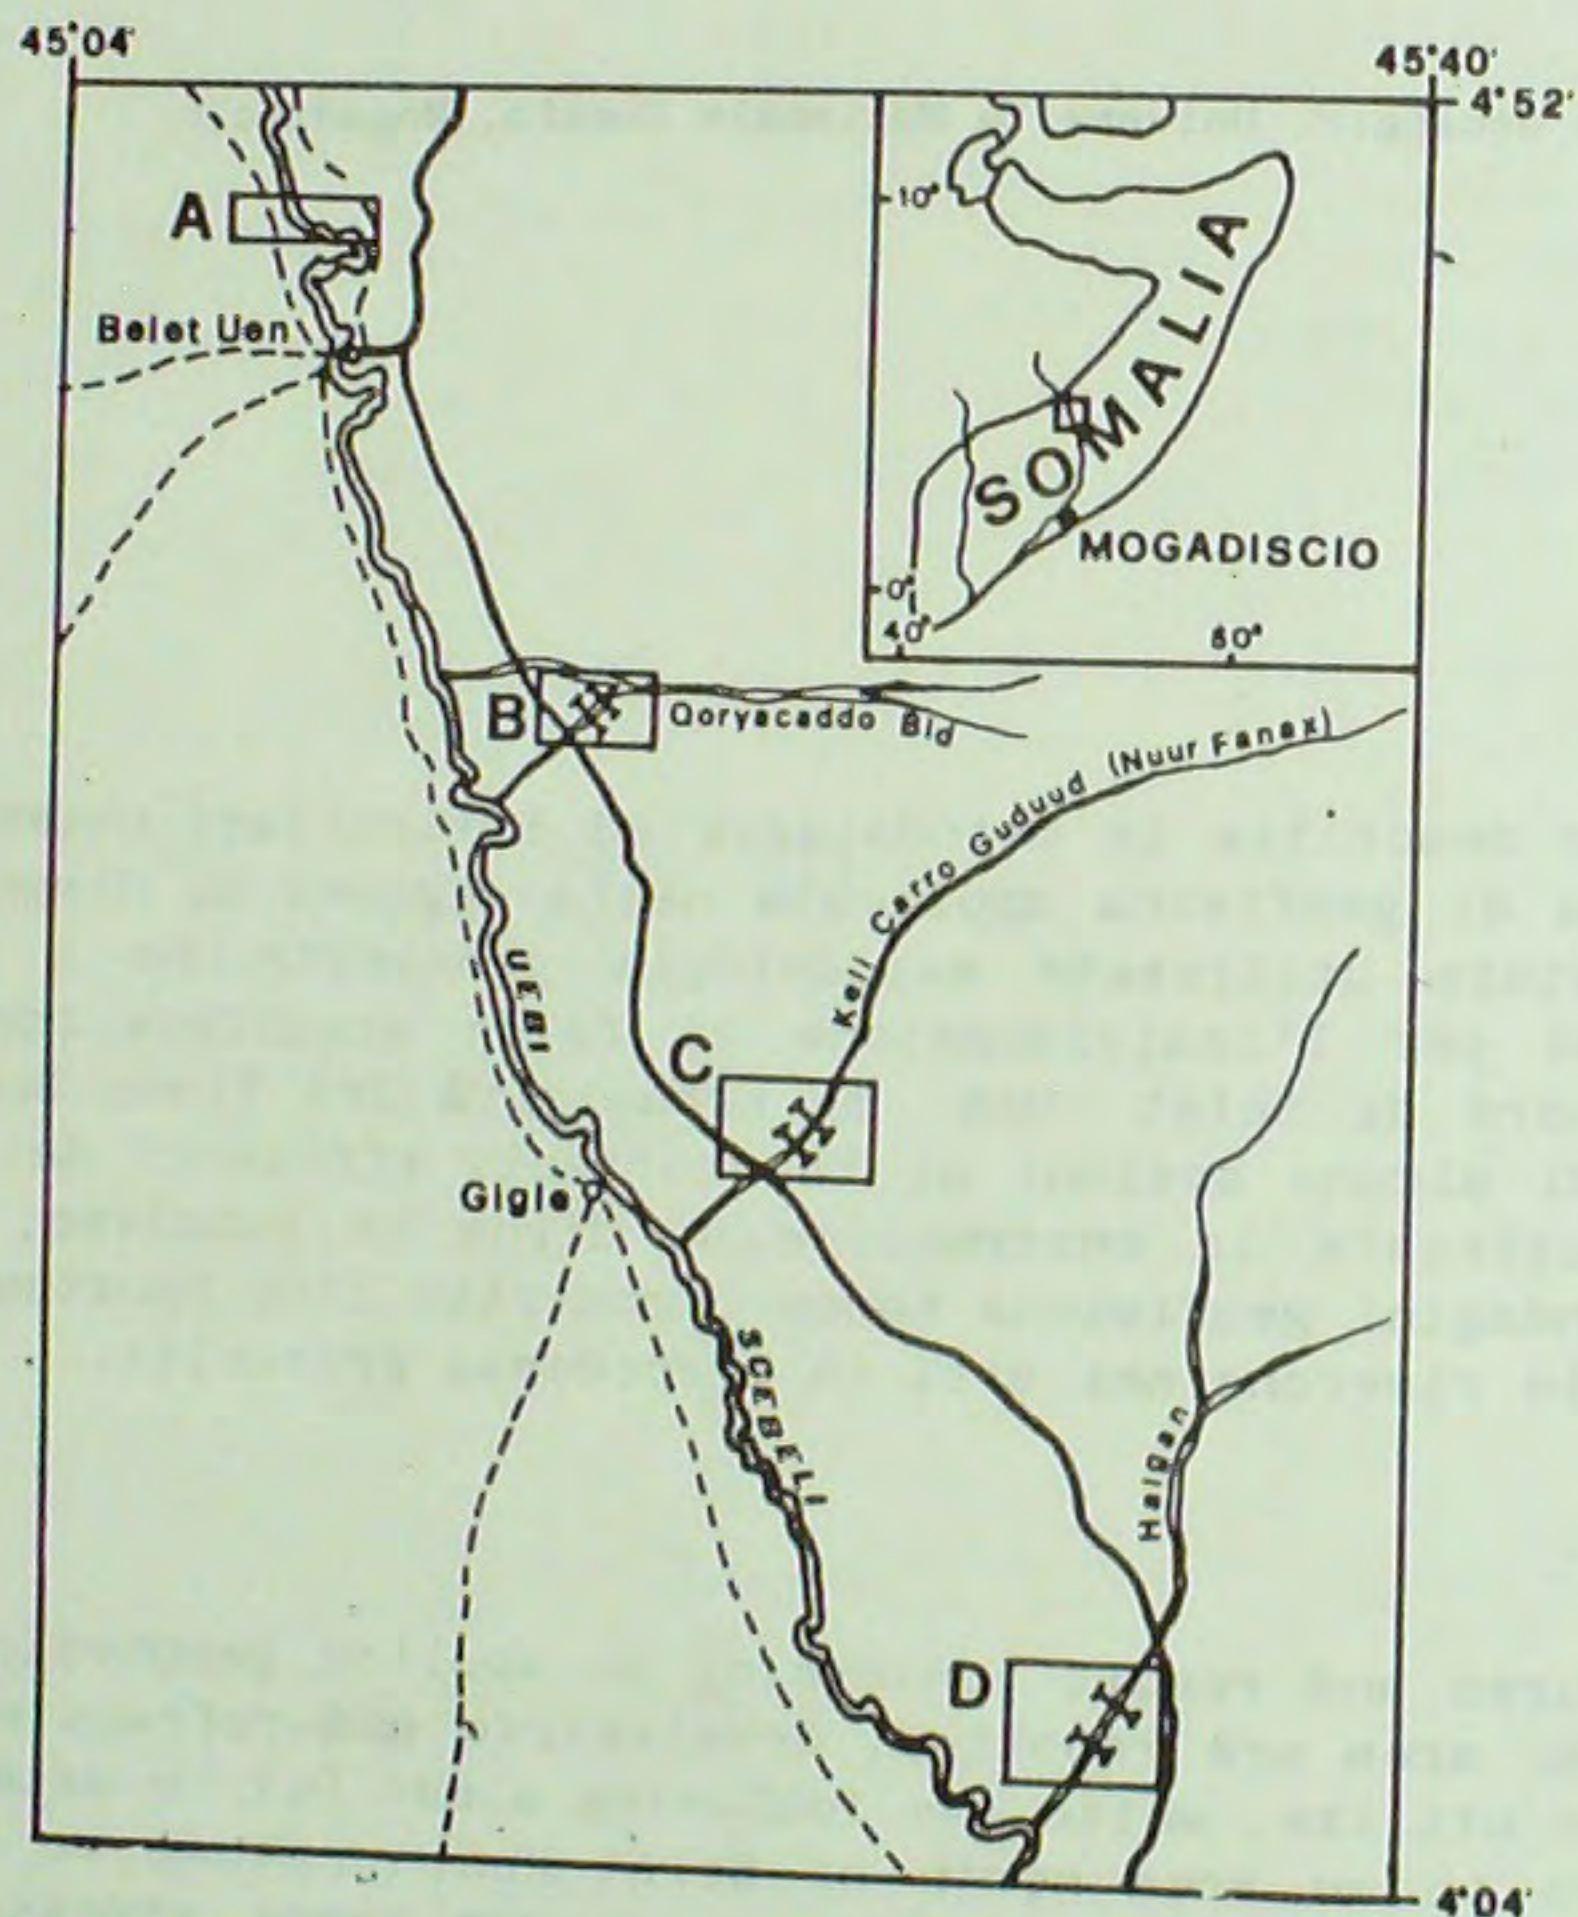 45°04'
45°40'
4°52'
A
10°
SOMALIA
Belet Uen
MOGADISCIO
0°
40°
50°
B
Qoryacaddo Bld
Keli Carro Guduud (Nuur Fanax)
UEBI
C
Gigle
SCEBELI
Halgan
D
4°04'